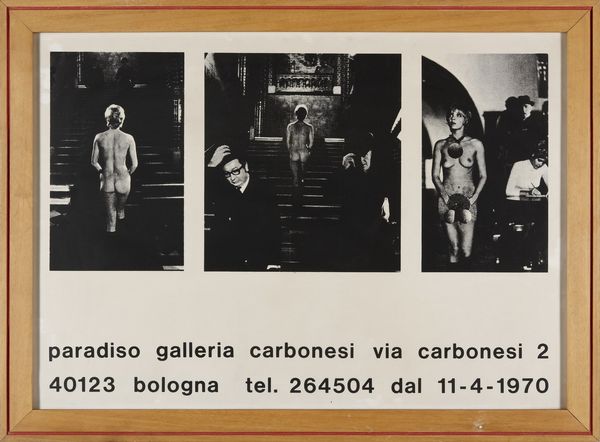 paradiso galleria carbonesi via carbonesi 2
40123 bologna tel. 264504 dal 11-4-1970